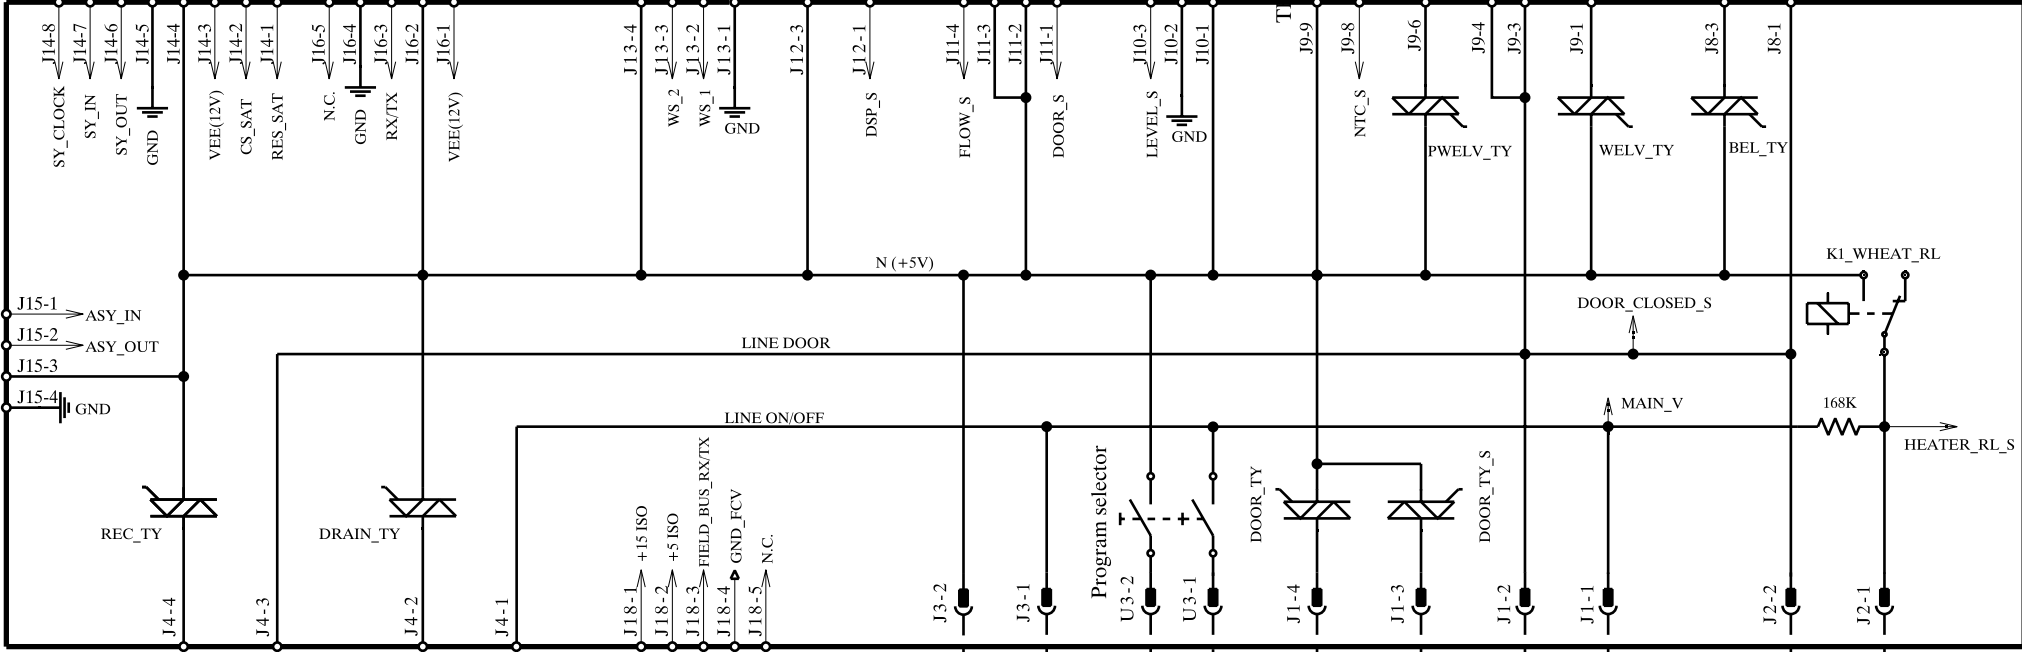 J14-8
J14-7
J14-6
J14-5
J14-4
J14-3
J14-2
J14-1
J16-5
J16-4
J16-3
J16-2
J16-1
J13-4
J13-3
J13-2
J13-1
J12-3
J12-1
J11-4
J11-3
J11-2
J11-1
J10-3
J10-2
J10-1
J9-9
J9-8
J9-6
J9-4
J9-3
J9-1
J8-3
J8-1
SY_CLOCK
SY_IN
SY_OUT
GND
VEE(12V)
CS_SAT
RES_SAT
N.C.
GND
RX/TX
VEE(12V)
WS_2
WS_1
GND
DSP_S
FLOW_S
DOOR_S
LEVEL_S
GND
NTC_S
PWELV_TY
WELV_TY
BEL_TY
N (+5V)
K1_WHEAT_RL
J15-1
ASY_IN
J15-2
ASY_OUT
J15-3
J15-4
GND
DOOR_CLOSED_S
LINE DOOR
LINE ON/OFF
MAIN_V
168K
HEATER_RL_S
REC_TY
DRAIN_TY
+15 ISO
+5 ISO
FIELD_BUS_RX/TX
GND_FCV
N.C.
Program selector
DOOR_TY
DOOR_TY_S
J4-4
J4-3
J4-2
J4-1
J18-1
J18-2
J18-3
J18-4
J18-5
J3-2
J3-1
U3-2
U3-1
J1-4
J1-3
J1-2
J1-1
J2-2
J2-1